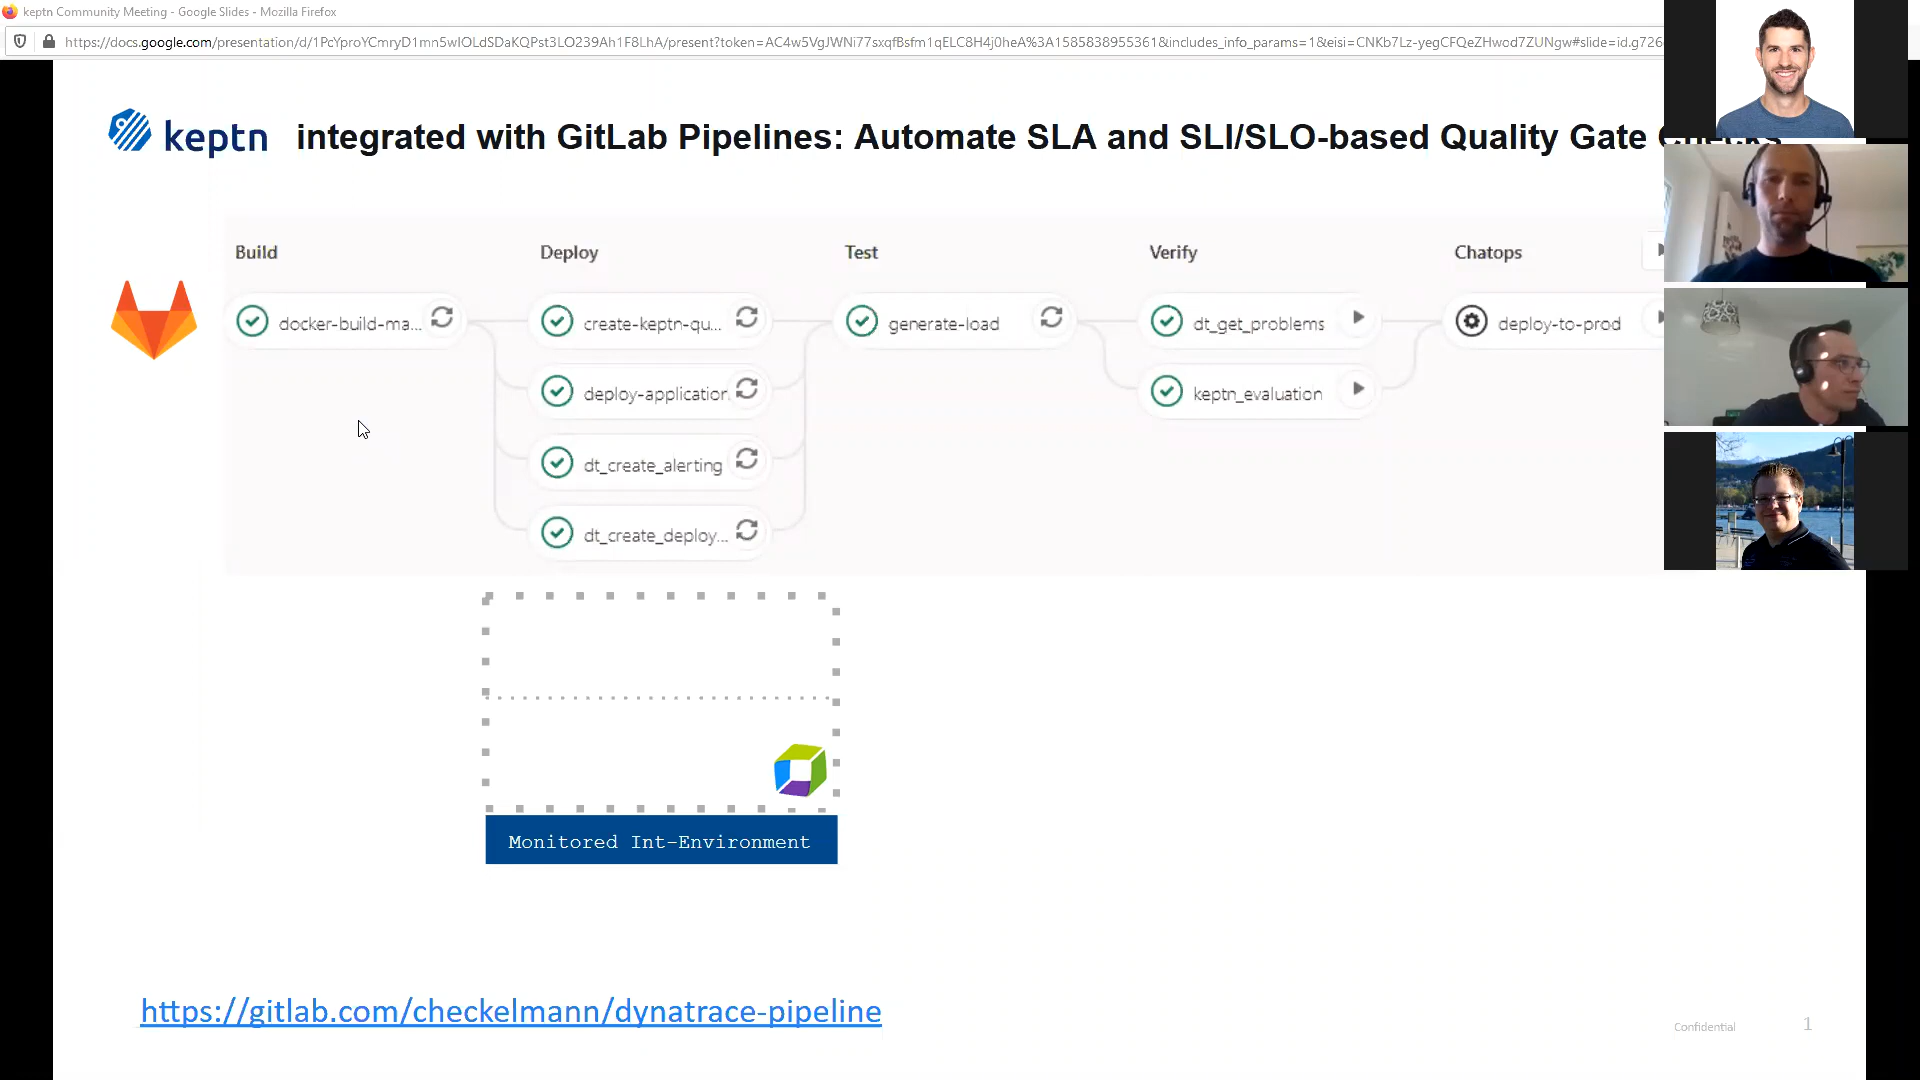 keptn Community Meeting - Google Slides - Mozilla Firefox
https://docs.google.com/presentation/d/1PcYproYCmryD1mn5wIOLdSDaKQPst3LO239Ah1F8LhA/present?token=AC4w5VgJWNi77sxqfBsfm1qELC8H4j0heA%3A1585838955361&includes_info_params=1&eisi=CNKb7Lz-yegCFQeZHwod7ZUNgw#slide=id.g726
keptn integrated with GitLab Pipelines: Automate SLA and SLI/SLO-based Quality Gate Checks
Build Deploy Test Verify Chatops
docker-build-ma... create-keptn-qu... generate-load dt_get_problems deploy-to-prod
deploy-application keptn_evaluation
dt_create_alerting
dt_create_deploy...
Monitored Int-Environment
https://gitlab.com/checkelmann/dynatrace-pipeline
Confidential 1